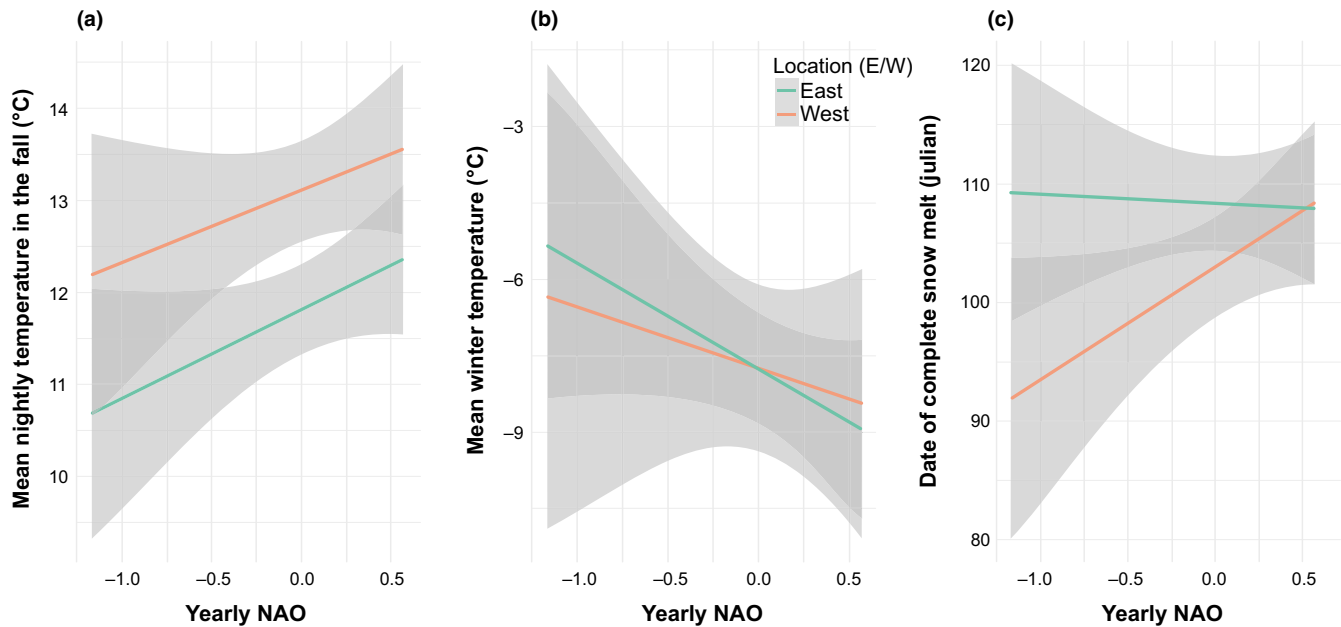 (a)
Mean nightly temperature in the fall (°C)
14
13
12
11
10
–1.0 –0.5 0.0 0.5
Yearly NAO
(b)
Location (E/W)
East
West
Mean winter temperature (°C)
–3
–6
–9
–1.0 –0.5 0.0 0.5
Yearly NAO
(c)
Date of complete snow melt (julian)
120
110
100
90
80
–1.0 –0.5 0.0 0.5
Yearly NAO